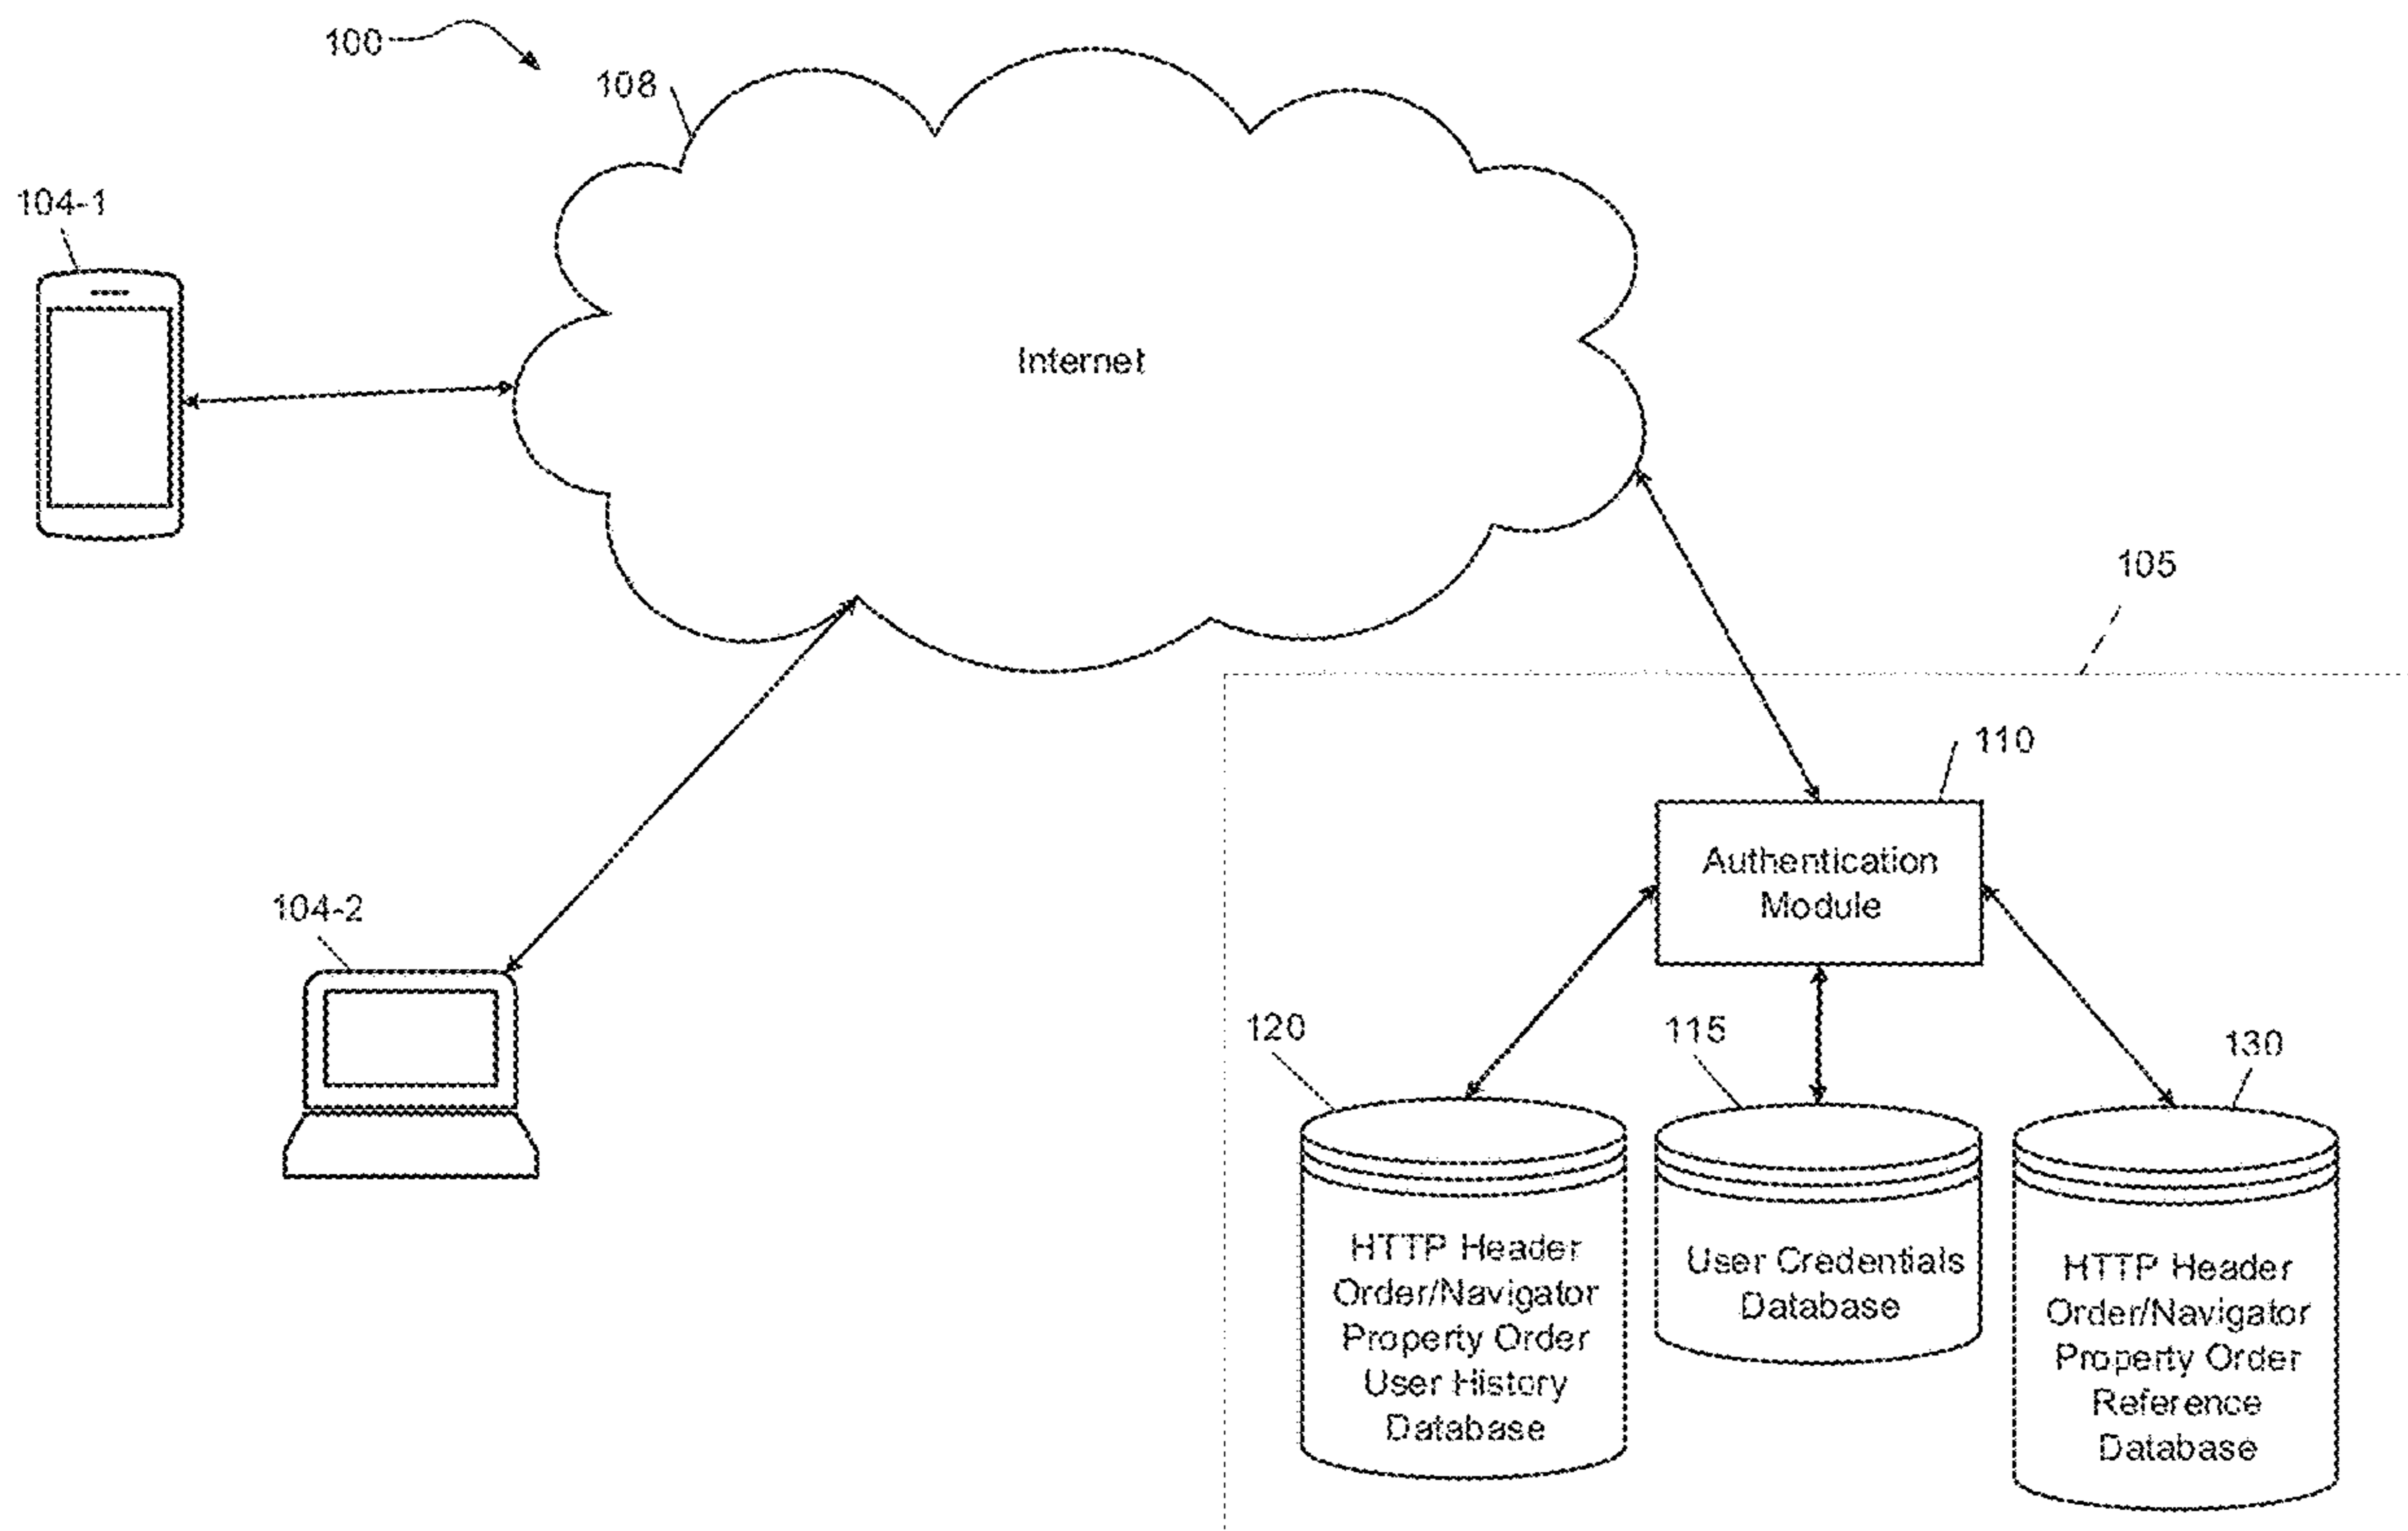 100
108
104-1
Internet
105
110
Authentication
Module
104-2
120
115
130
HTTP Header
Order/Navigator
Property Order
User History
Database
User Credentials
Database
HTTP Header
Order/Navigator
Property Order
Reference
Database